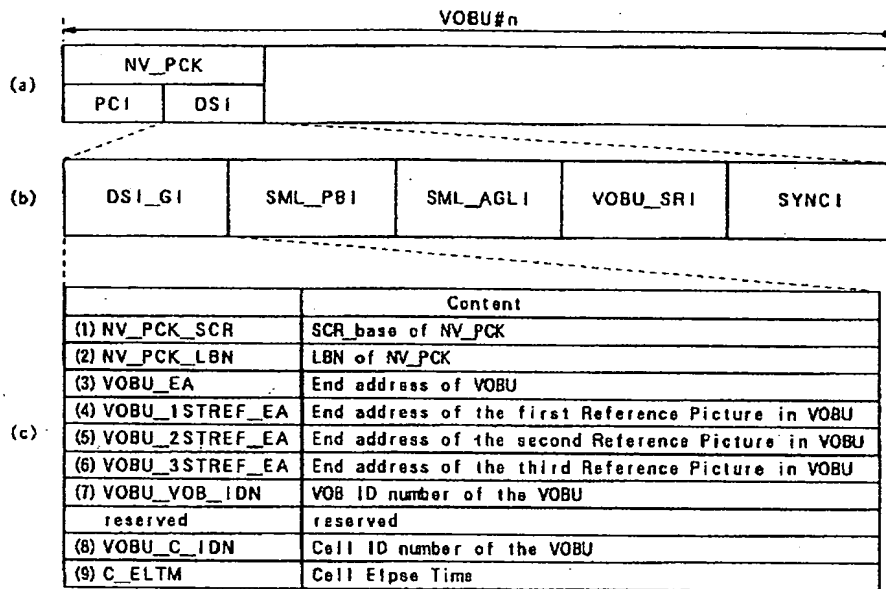 VOBU#n
(a)
NV_PCK
PCI DSI
(b)
DSI_GI SML_PBI SML_AGLI VOBU_SRI SYNCI
(c)
Content
(1) NV_PCK_SCR SCR_base of NV_PCK
(2) NV_PCK_LBN LBN of NV_PCK
(3) VOBU_EA End address of VOBU
(4) VOBU_1STREF_EA End address of the first Reference Picture in VOBU
(5) VOBU_2STREF_EA End address of the second Reference Picture in VOBU
(6) VOBU_3STREF_EA End address of the third Reference Picture in VOBU
(7) VOBU_VOB_IDN VOB ID number of the VOBU
reserved reserved
(8) VOBU_C_IDN Cell ID number of the VOBU
(9) C_ELTM Cell Elpse Time